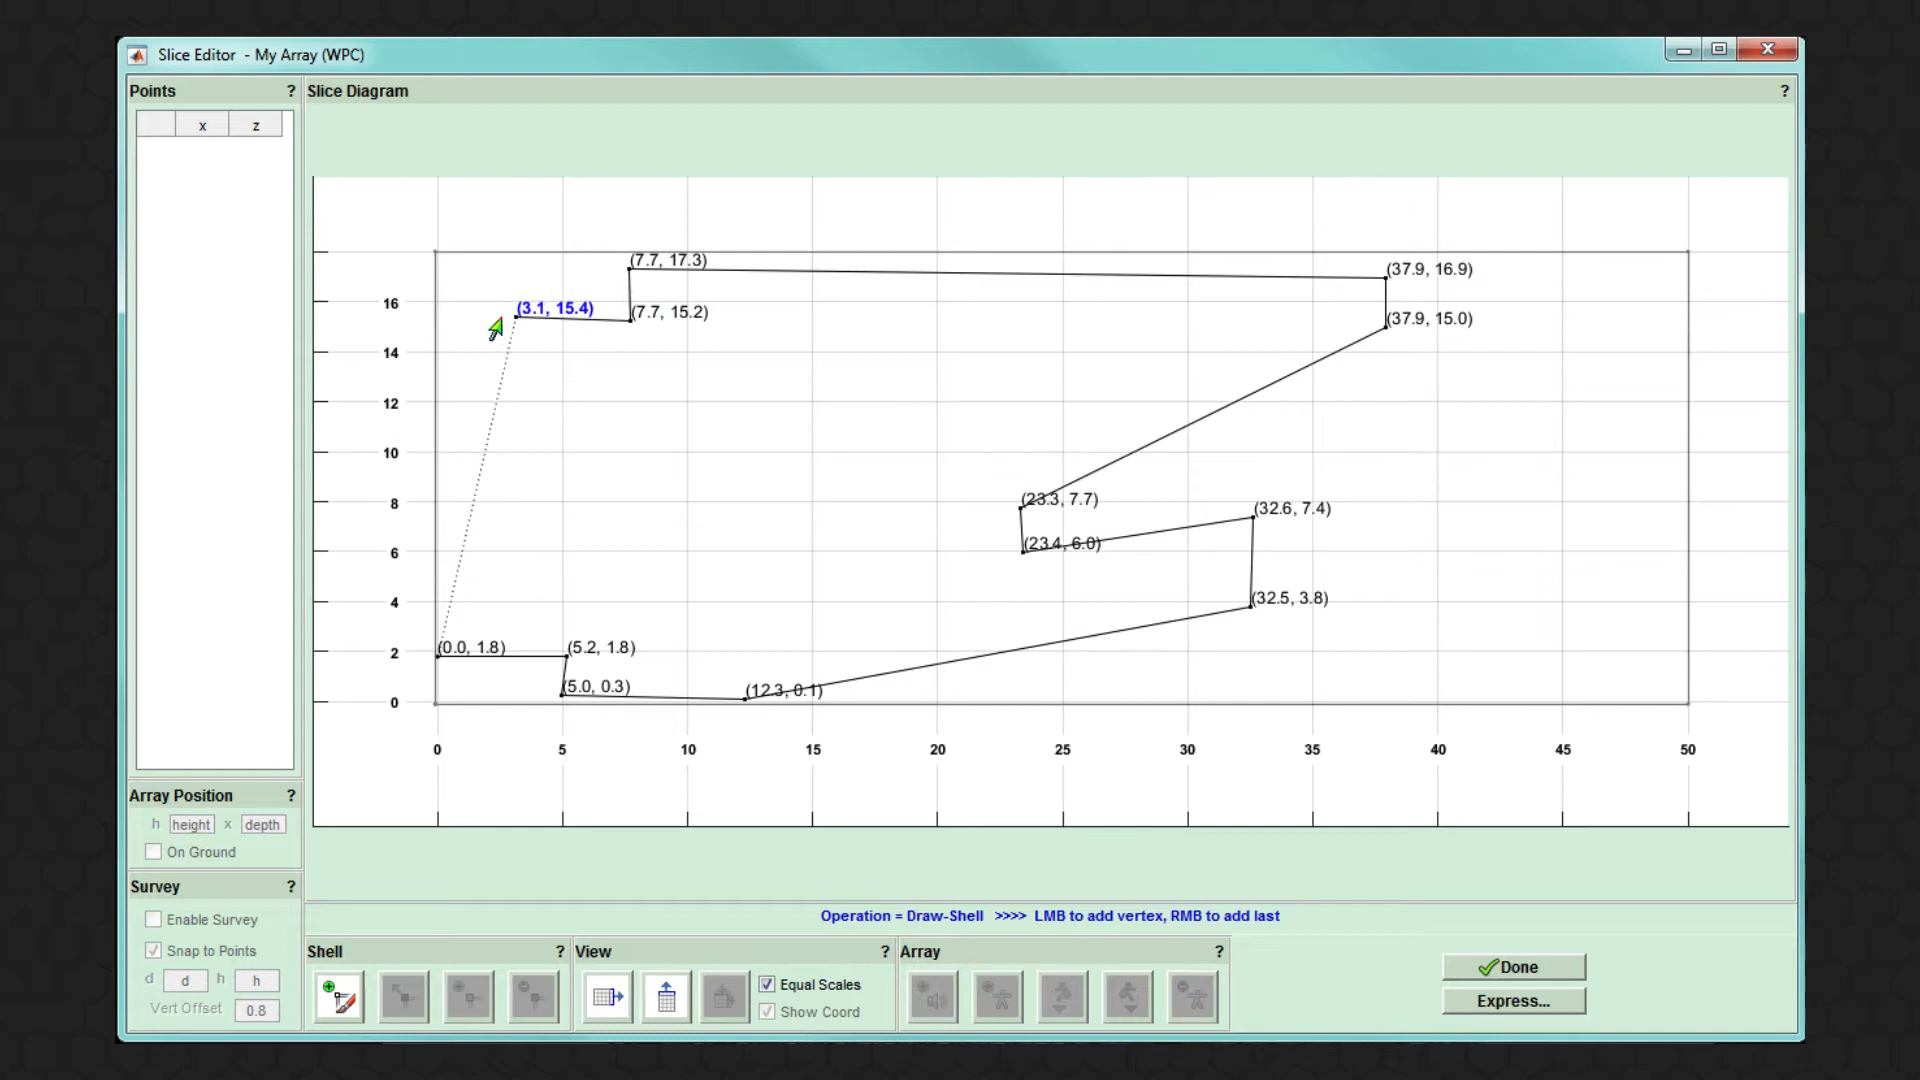 Slice Editor - My Array (WPC)
Points ?
x z
Slice Diagram ?
(7.7, 17.3)
(37.9, 16.9)
(3.1, 15.4)
(7.7, 15.2)
(37.9, 15.0)
(23.3, 7.7)
(32.6, 7.4)
(23.4, 6.0)
(32.5, 3.8)
(0.0, 1.8)
(5.2, 1.8)
(5.0, 0.3)
(12.3, 0.1)
16
14
12
10
8
6
4
2
0
0 5 10 15 20 25 30 35 40 45 50
Array Position ?
h height x depth
On Ground
Survey ?
Enable Survey
Snap to Points
d d h h
Vert Offset 0.8
Operation = Draw-Shell >>>> LMB to add vertex, RMB to add last
Shell ?
View ?
Equal Scales
Show Coord
Array ?
Done
Express...